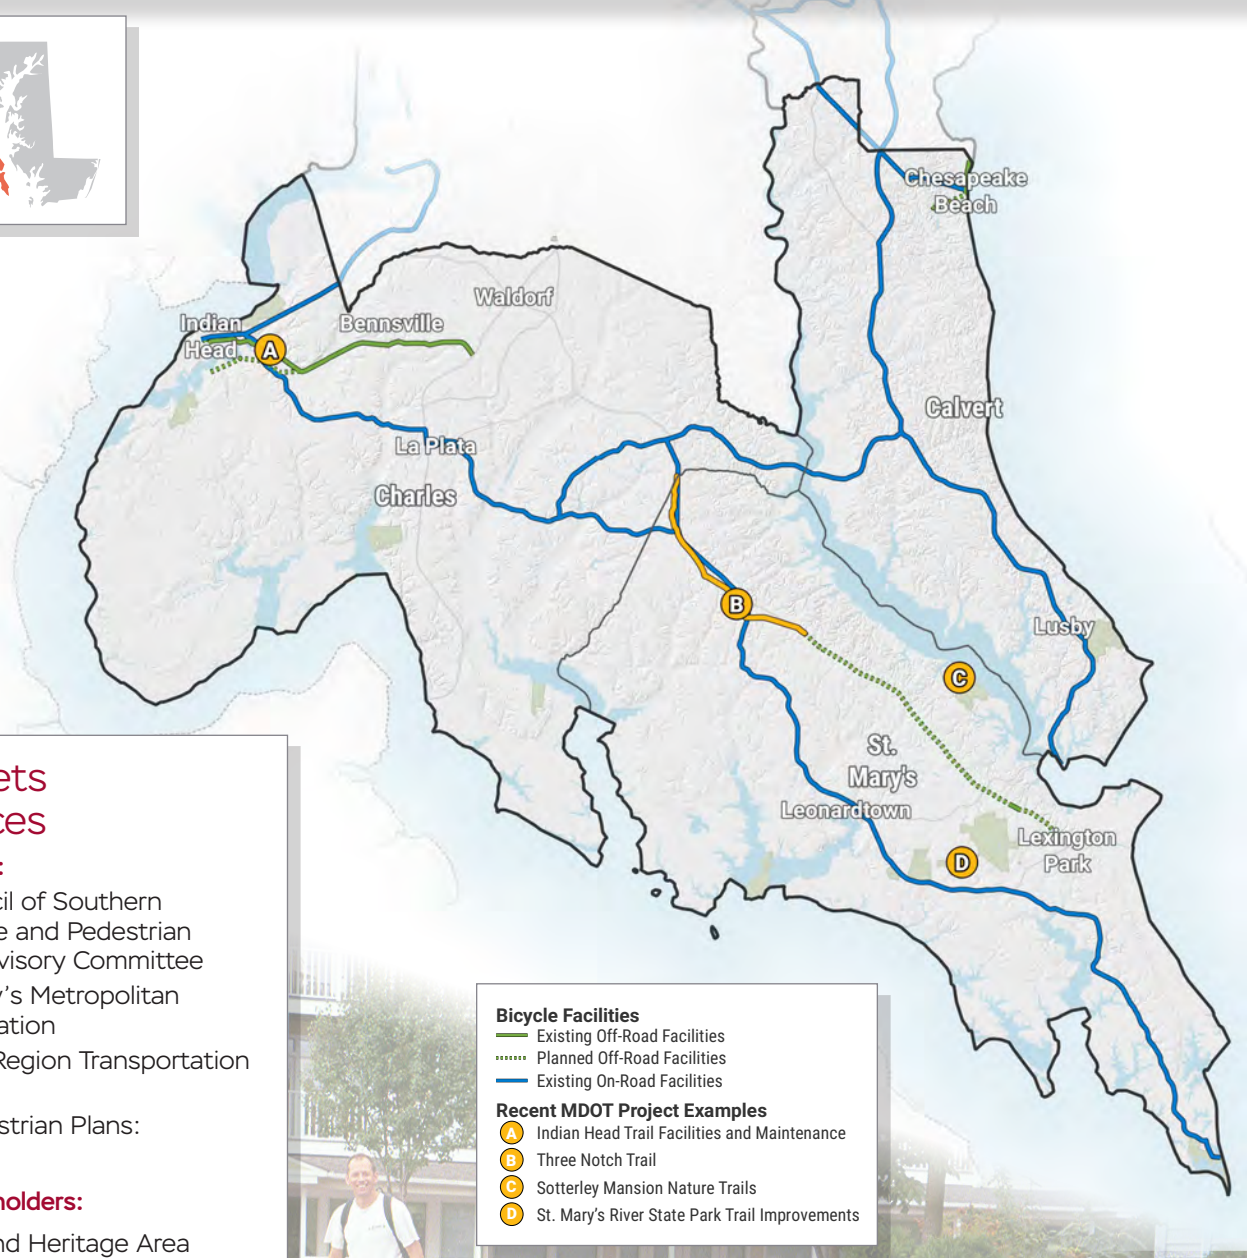 Chesapeake
Beach
Waldorf
Indian
Head
Bennsville
A
Calvert
La Plata
Charles
B
Lusby
C
St.
Mary's
Leonardtown
Lexington
Park
D
ets
ces
:
cil of Southern
e and Pedestrian
visory Committee
y's Metropolitan
ation
Region Transportation
strian Plans:
holders:
nd Heritage Area
Bicycle Facilities
Existing Off-Road Facilities
Planned Off-Road Facilities
Existing On-Road Facilities
Recent MDOT Project Examples
A Indian Head Trail Facilities and Maintenance
B Three Notch Trail
C Sotterley Mansion Nature Trails
D St. Mary's River State Park Trail Improvements